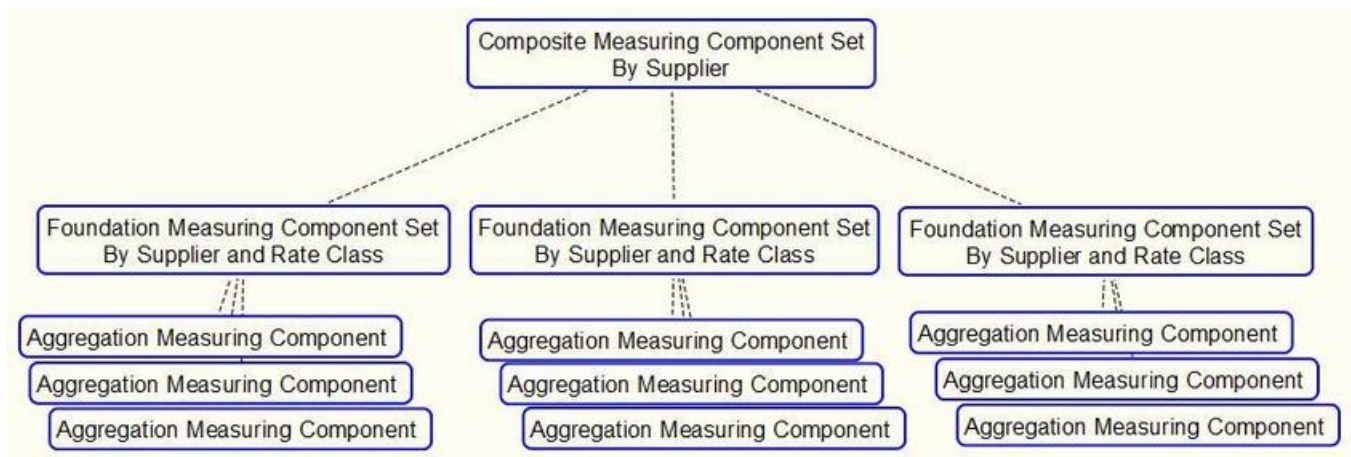 Composite Measuring Component Set
By Supplier
Foundation Measuring Component Set
By Supplier and Rate Class
Foundation Measuring Component Set
By Supplier and Rate Class
Foundation Measuring Component Set
By Supplier and Rate Class
Aggregation Measuring Component
Aggregation Measuring Component
Aggregation Measuring Component
Aggregation Measuring Component
Aggregation Measuring Component
Aggregation Measuring Component
Aggregation Measuring Component
Aggregation Measuring Component
Aggregation Measuring Component